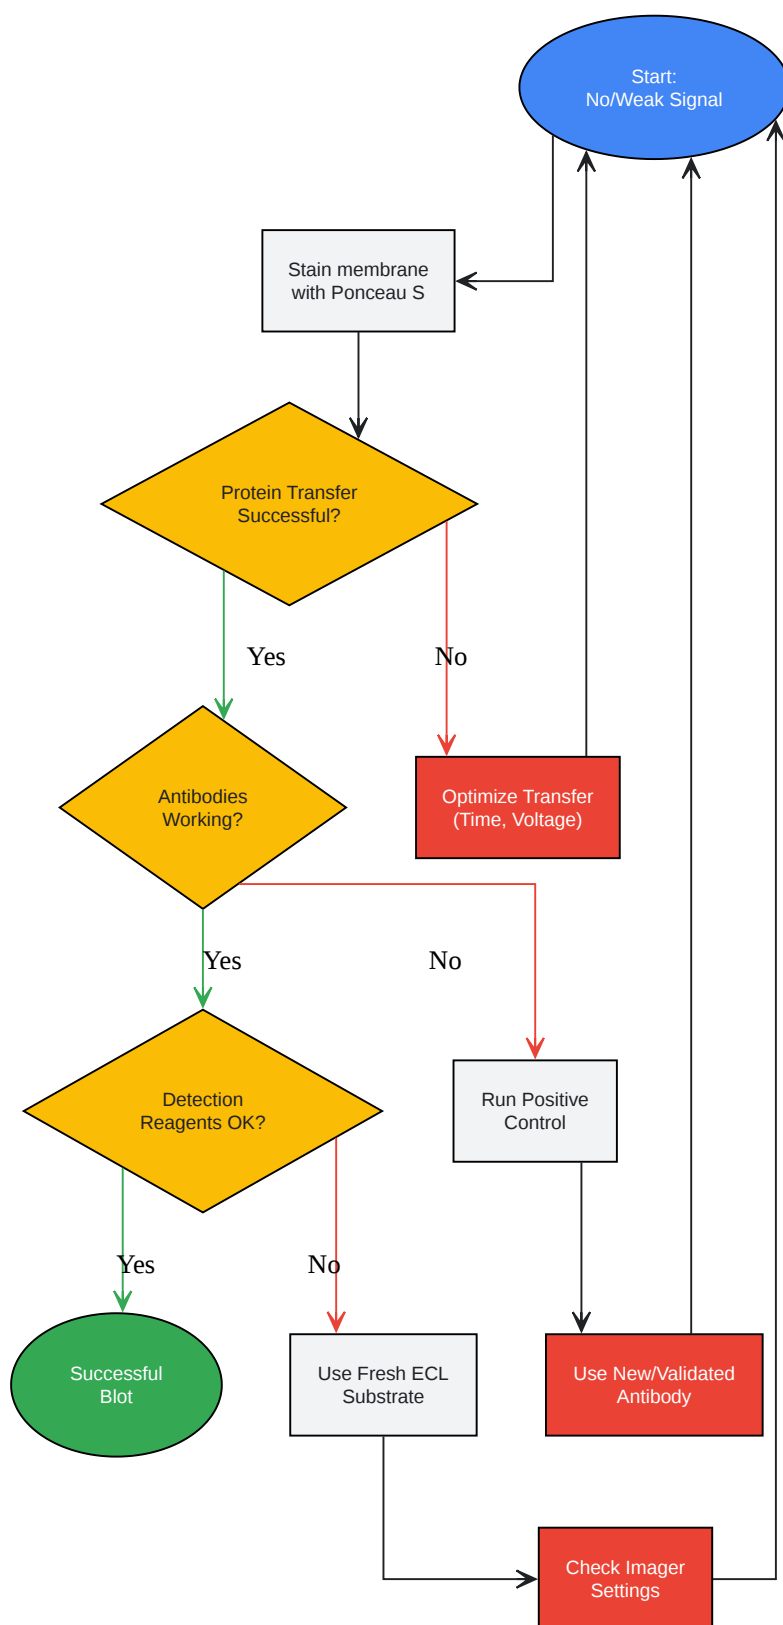 Start:
No/Weak Signal
Stain membrane
with Ponceau S
Protein Transfer
Successful?
Yes
No
Antibodies
Working?
Optimize Transfer
(Time, Voltage)
Yes
No
Detection
Reagents OK?
Run Positive
Control
Yes
No
Successful
Blot
Use Fresh ECL
Substrate
Use New/Validated
Antibody
Check Imager
Settings